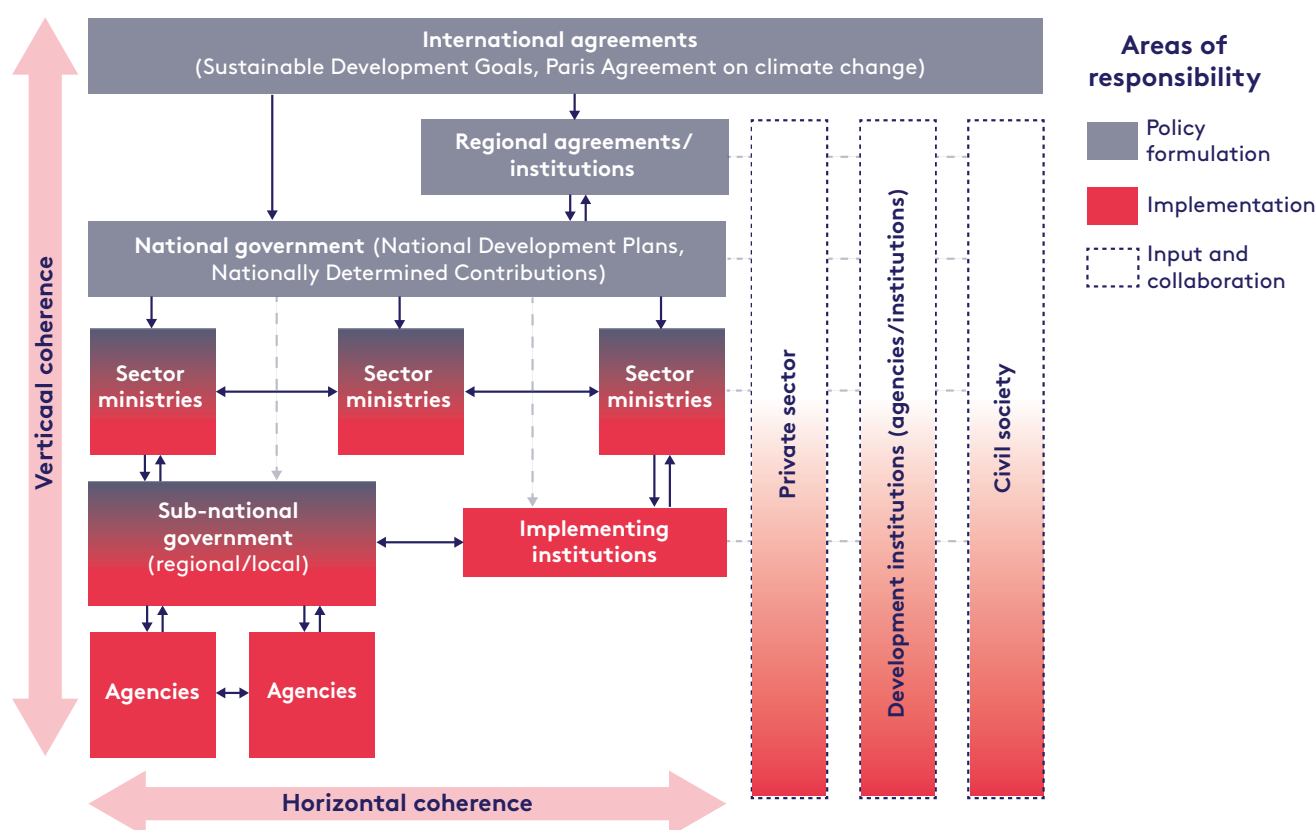 International agreements
(Sustainable Development Goals, Paris Agreement on climate change)
Areas of
responsibility
Policy
formulation
Implementation
Input and
collaboration
Regional agreements/
institutions
National government (National Development Plans,
Nationally Determined Contributions)
Sector
ministries
Sector
ministries
Sector
ministries
Sub-national
government
(regional/local)
Implementing
institutions
Agencies
Agencies
Private sector
Development institutions (agencies/institutions)
Civil society
Verticaal coherence
Horizontal coherence